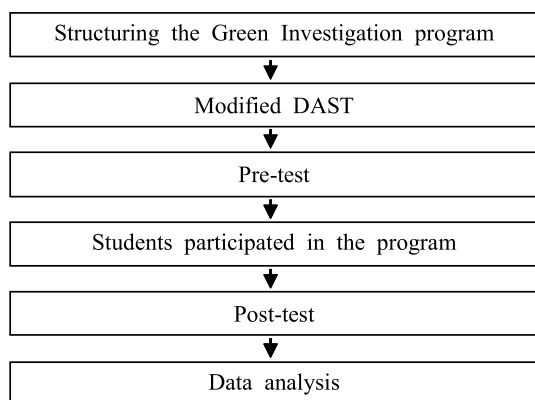 Structuring the Green Investigation program
Modified DAST
Pre-test
Students participated in the program
Post-test
Data analysis